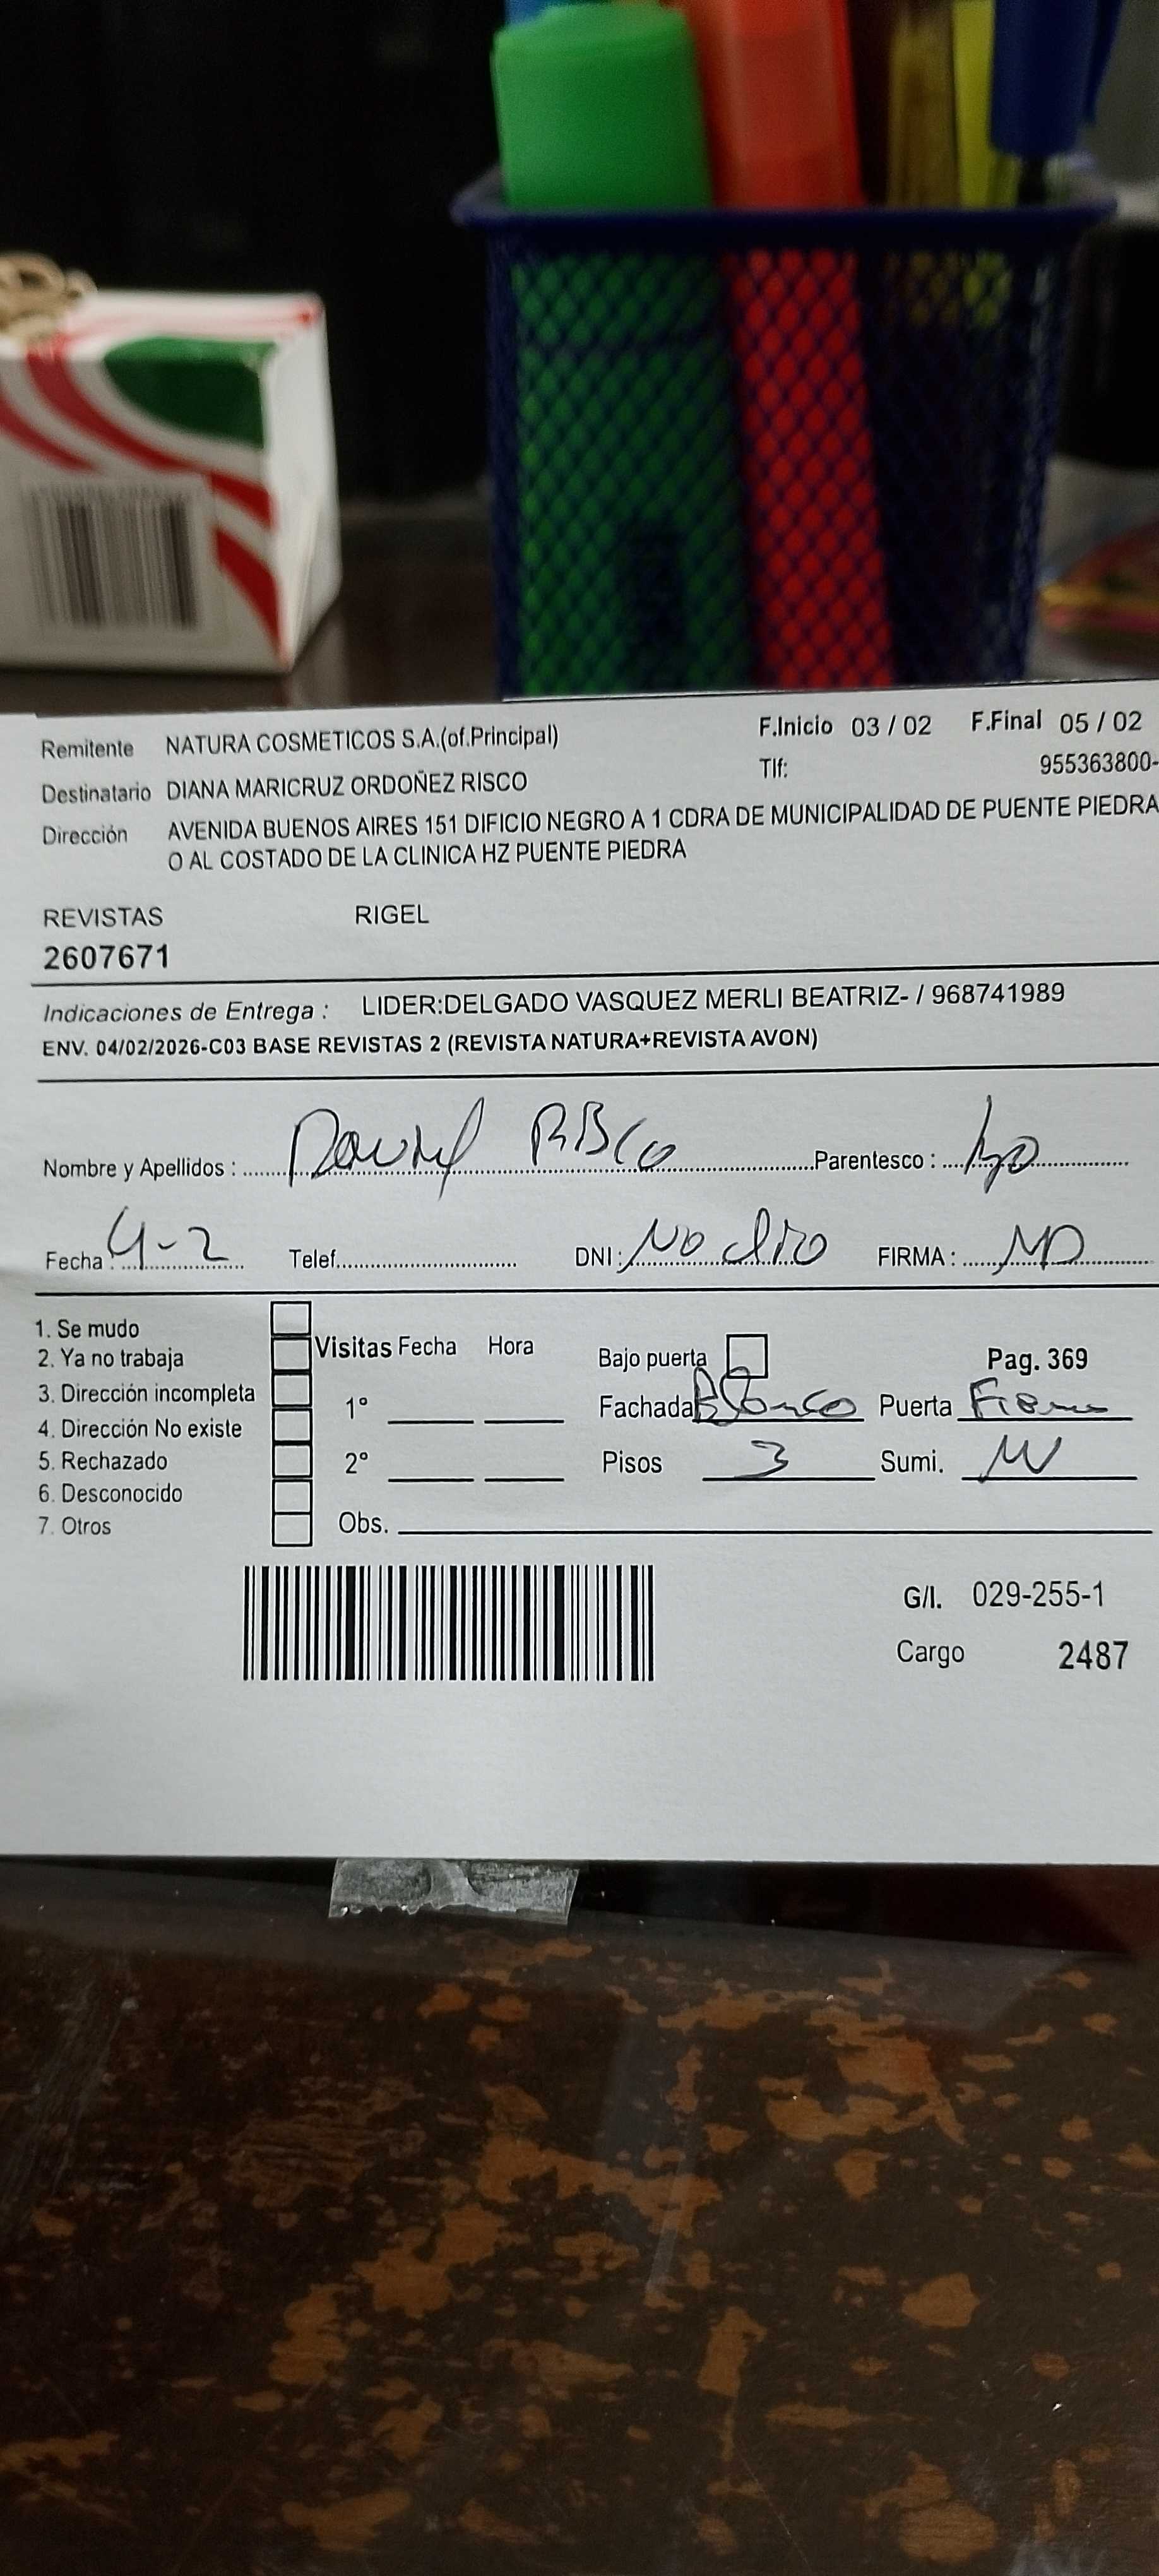 Remitente NATURA COSMETICOS S.A.(of.Principal) F.Inicio 03 / 02 F.Final 05 / 02
Destinatario DIANA MARICRUZ ORDOÑEZ RISCO Tlf: 955363800-
Dirección AVENIDA BUENOS AIRES 151 DIFICIO NEGRO A 1 CDRA DE MUNICIPALIDAD DE PUENTE PIEDRA
O AL COSTADO DE LA CLINICA HZ PUENTE PIEDRA
REVISTAS RIGEL
2607671
Indicaciones de Entrega : LIDER:DELGADO VASQUEZ MERLI BEATRIZ- / 968741989
ENV. 04/02/2026-C03 BASE REVISTAS 2 (REVISTA NATURA+REVISTA AVON)
Nombre y Apellidos : Parentesco :
Fecha : 4-2 Telef. DNI : No FIRMA :
1. Se mudo
2. Ya no trabaja
3. Dirección incompleta
4. Dirección No existe
5. Rechazado
6. Desconocido
7. Otros
Visitas Fecha Hora
1°
2°
Obs.
Bajo puerta Pag. 369
Fachada Blanco Puerta
Pisos 3 Sumi.
G/I. 029-255-1
Cargo 2487